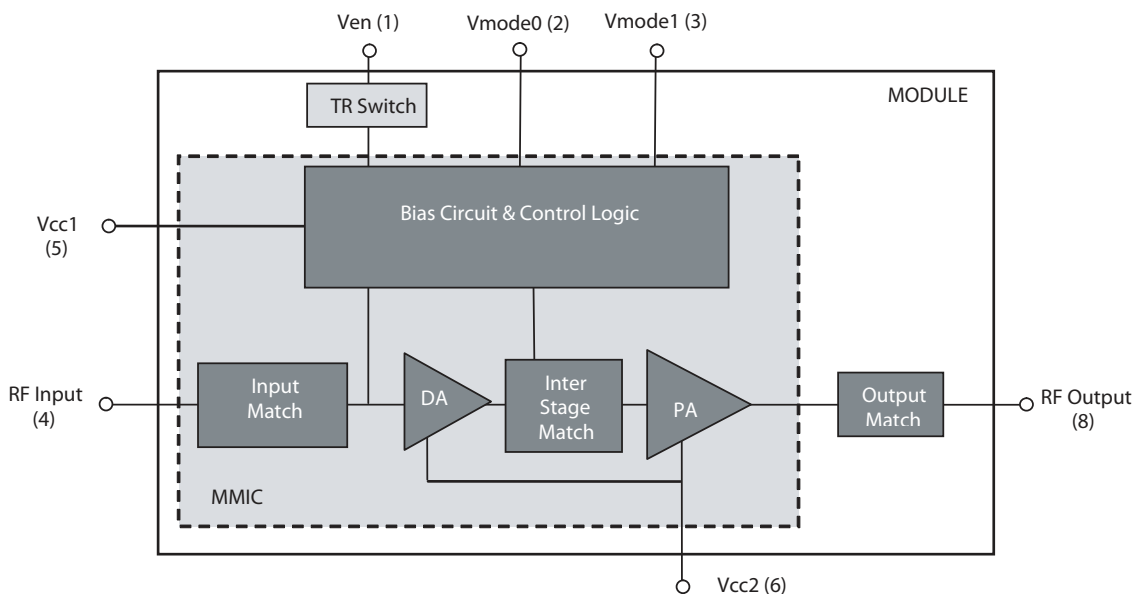 Ven (1)
Vmode0 (2)
Vmode1 (3)
MODULE
TR Switch
Bias Circuit & Control Logic
Vcc1
(5)
RF Input
(4)
Input
Match
DA
Inter
Stage
Match
PA
Output
Match
RF Output
(8)
MMIC
Vcc2 (6)